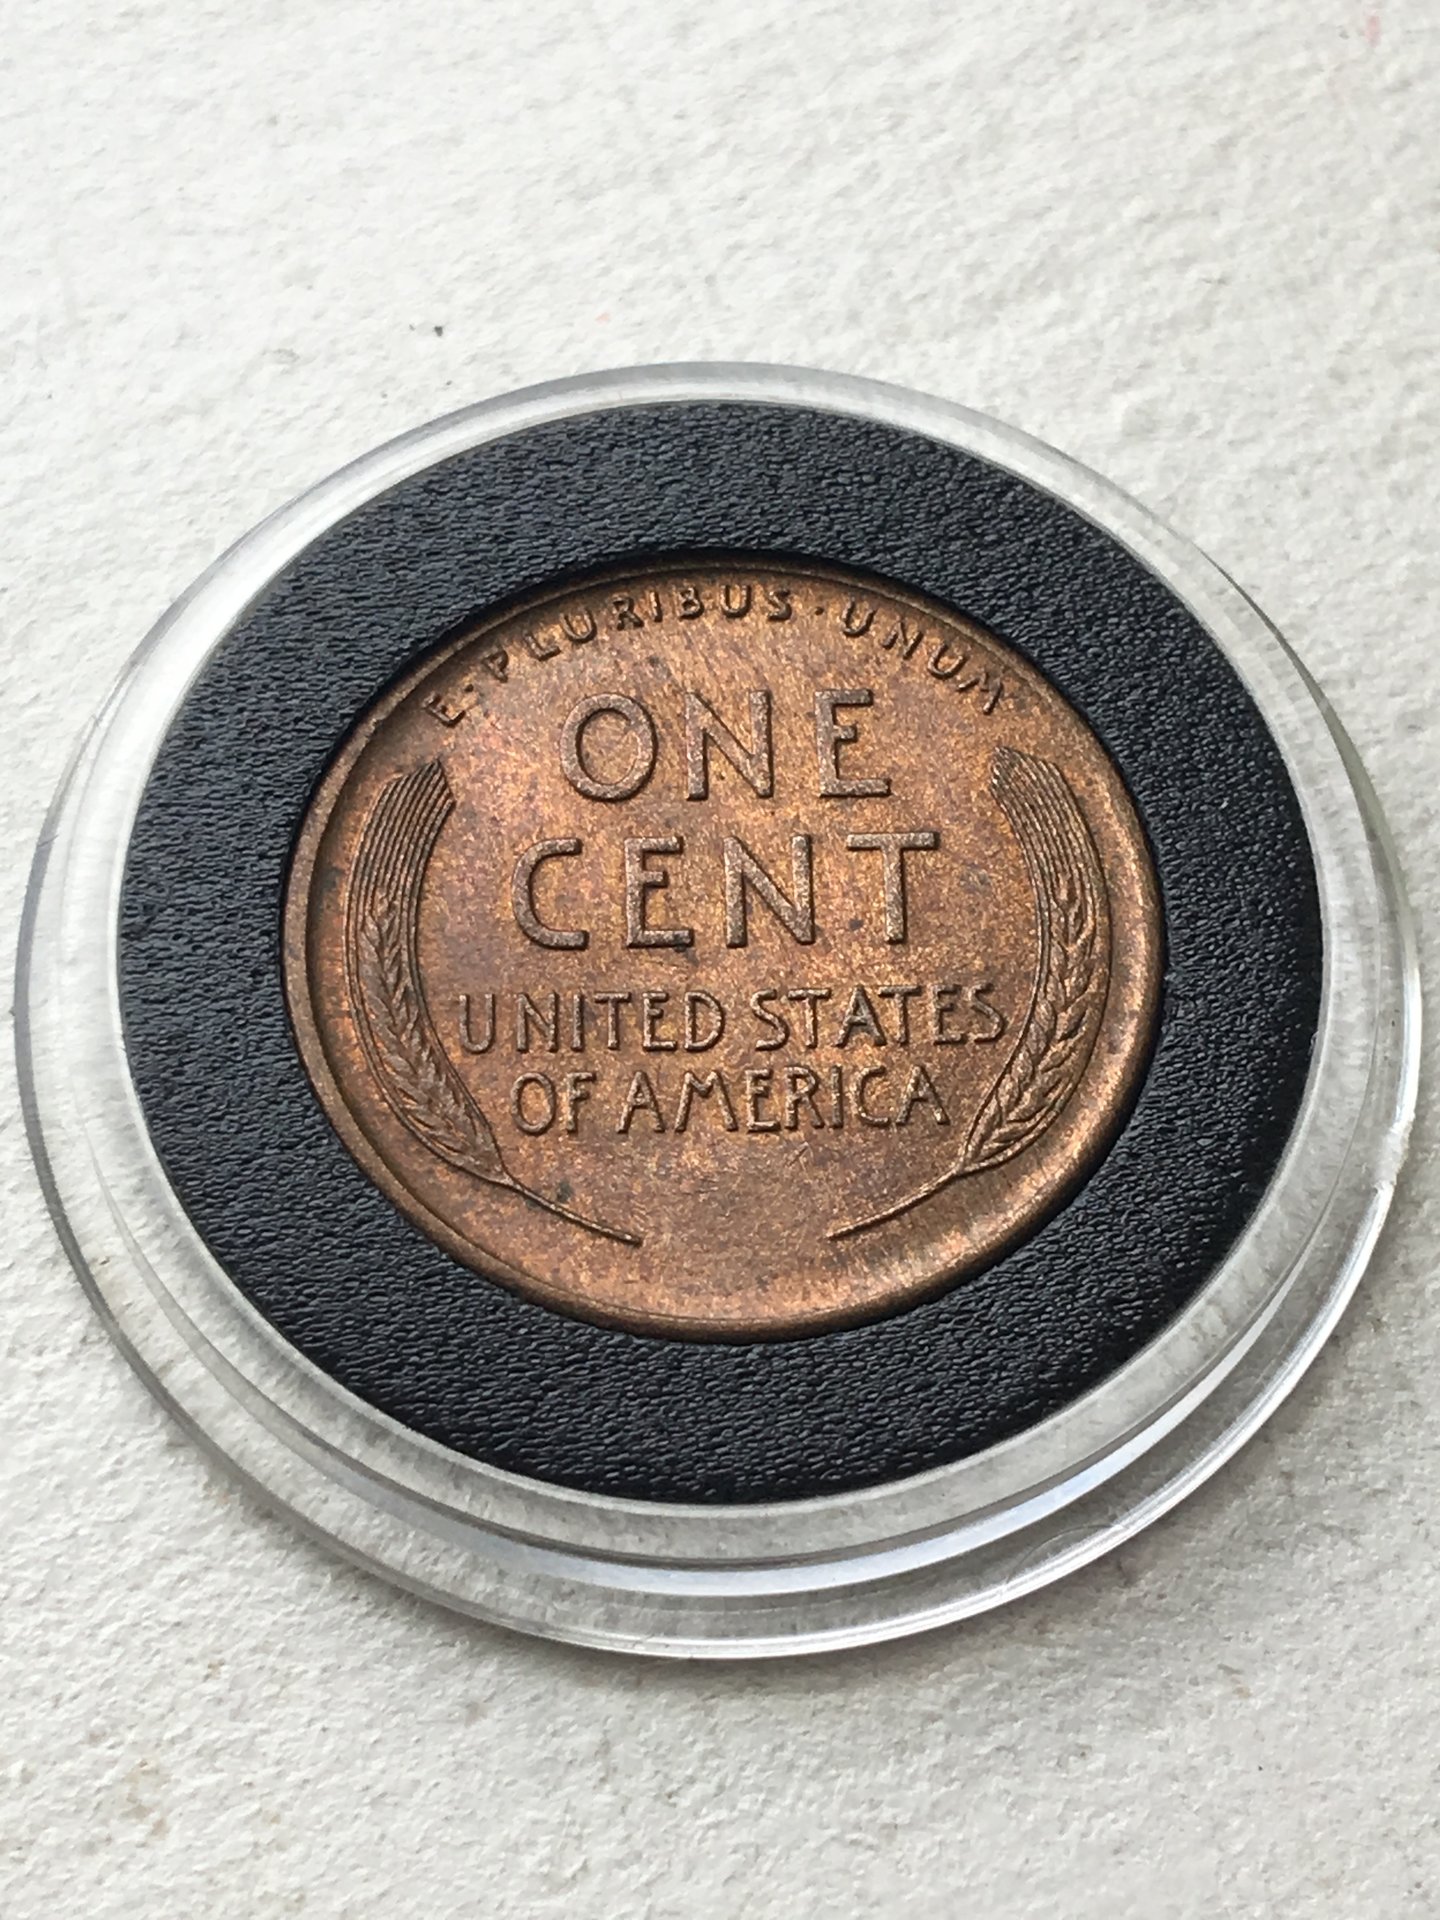 E·PLURIBUS·UNUM
ONE
CENT
UNITED STATES
OF AMERICA